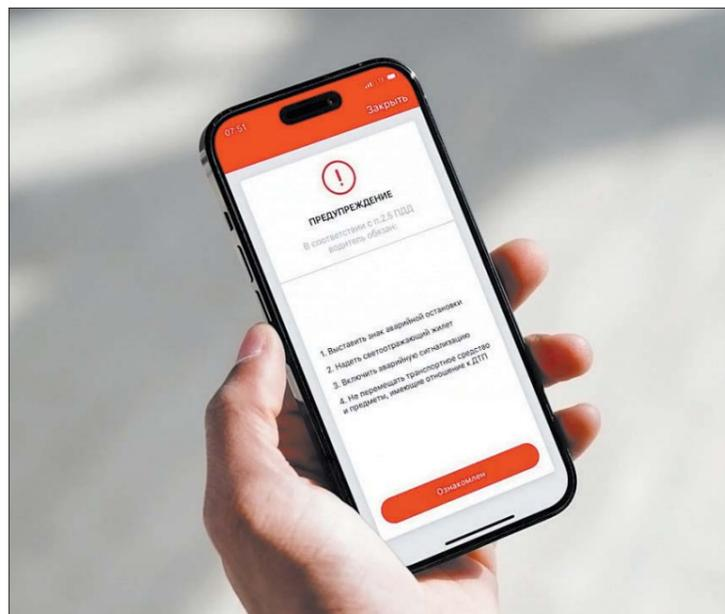 07:51
Закрыть
ПРЕДУПРЕЖДЕНИЕ
В соответствии с п.2.5 ПДД
водитель обязан:
1. Выставить знак аварийной остановки
2. Надеть светоотражающий жилет
3. Включить аварийную сигнализацию
4. Не перемещать транспортное средство
и предметы, имеющие отношение к ДТП
Ознакомлен